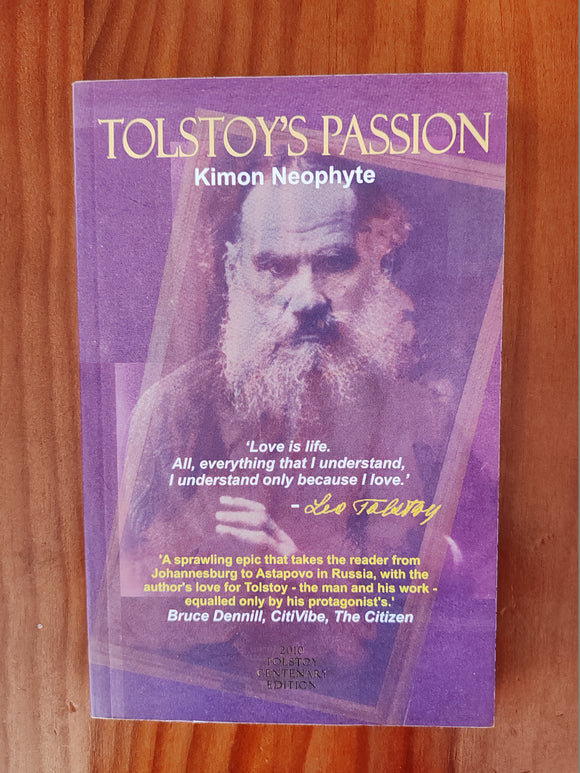 TOLSTOY'S PASSION
Kimon Neophyte
‘Love is life.
All, everything that I understand,
I understand only because I love.’
- Leo Tolstoy
'A sprawling epic that takes the reader from
Johannesburg to Astapovo in Russia, with the
author's love for Tolstoy - the man and his work -
equalled only by his protagonist's.'
Bruce Dennill, CitiVibe, The Citizen
2010
TOLSTOY
CENTENARY
EDITION